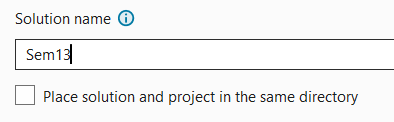 Solution name
Sem13
Place solution and project in the same directory